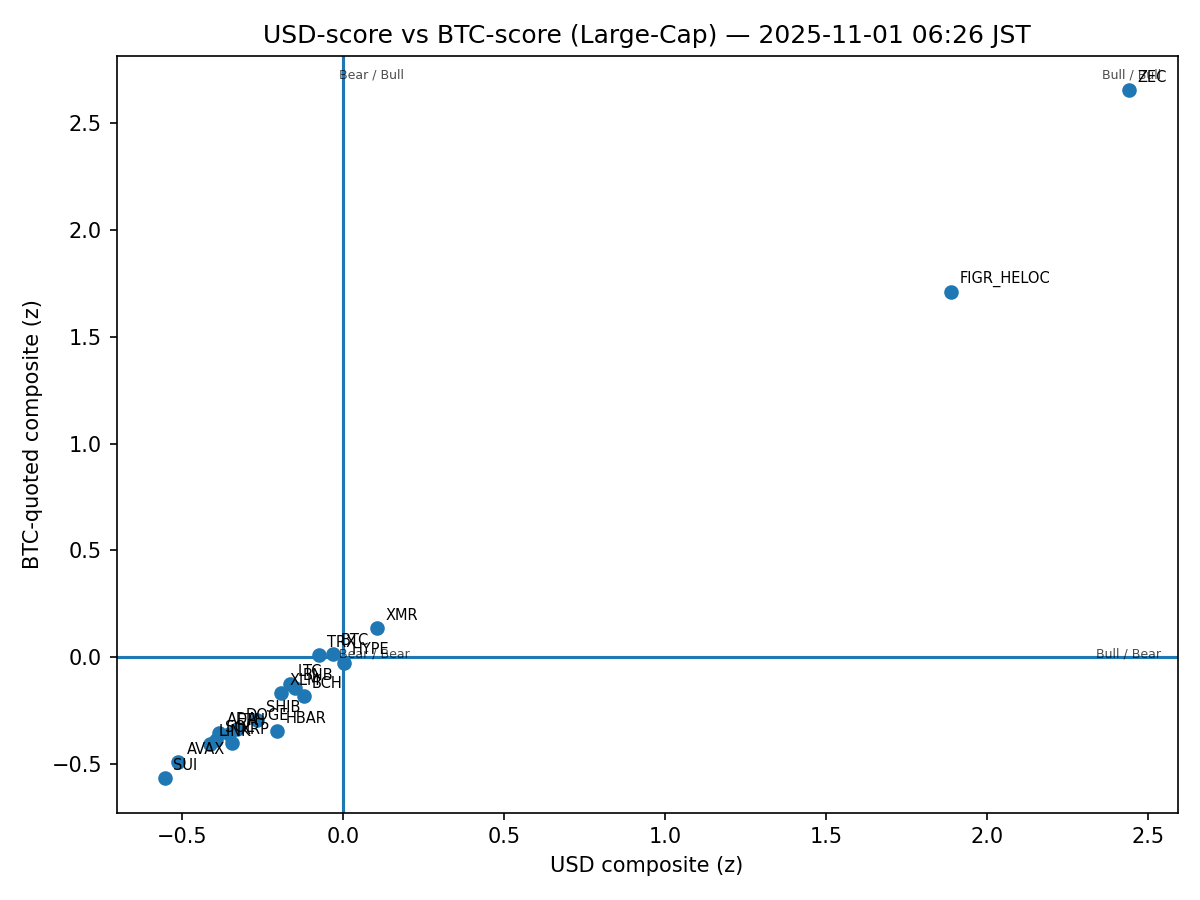 USD-score vs BTC-score (Large-Cap) — 2025-11-01 06:26 JST
Bear / Bull
Bull / Bull
ZEC
FIGR_HELOC
XMR
BTC
TRX
HYPE
Bear / Bear
Bull / Bear
LTC
BNB
XLM
BCH
SHIB
DOGE
HBAR
ADA
ETH
SOL
XRP
LINK
AVAX
SUI
2.5
2.0
1.5
1.0
0.5
0.0
−0.5
−0.5
0.0
0.5
1.0
1.5
2.0
2.5
BTC-quoted composite (z)
USD composite (z)